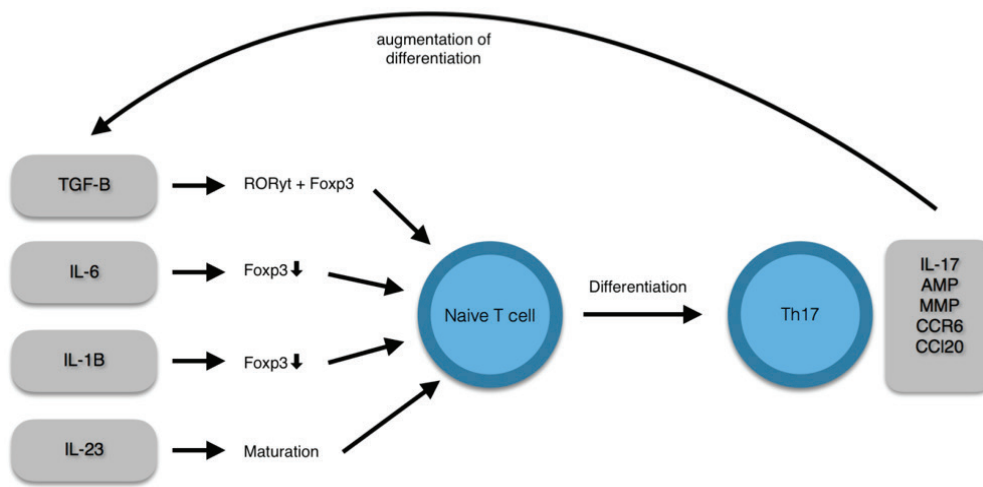 augmentation of
differentiation
TGF-B
RORyt + Foxp3
IL-6
Foxp3
IL-1B
Foxp3
IL-23
Maturation
Naive T cell
Differentiation
Th17
IL-17
AMP
MMP
CCR6
CCl20